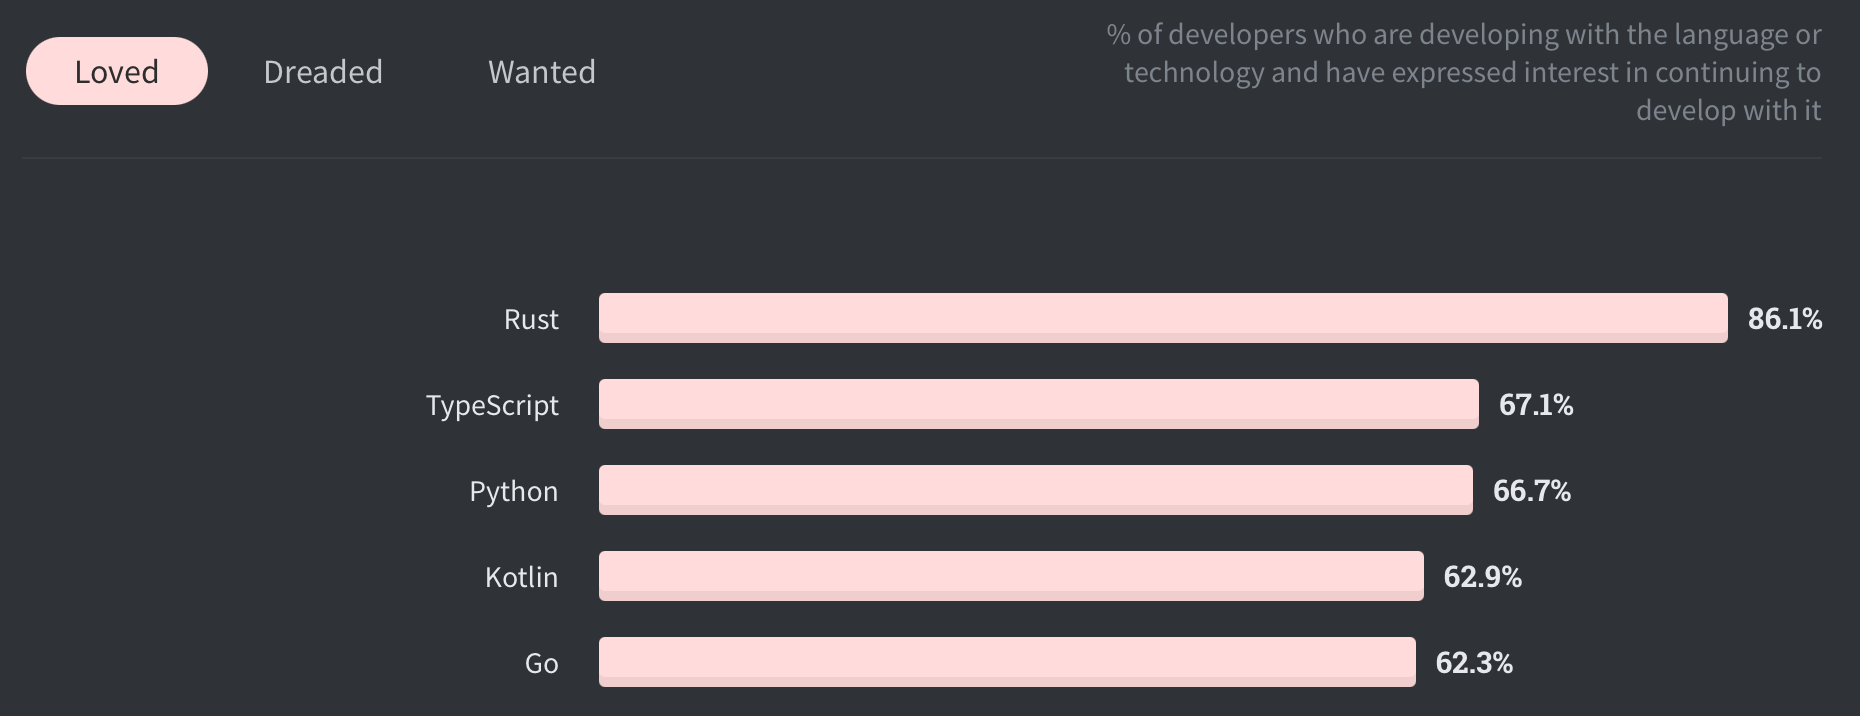 Loved Dreaded Wanted
% of developers who are developing with the language or
technology and have expressed interest in continuing to
develop with it
Rust 86.1%
TypeScript 67.1%
Python 66.7%
Kotlin 62.9%
Go 62.3%